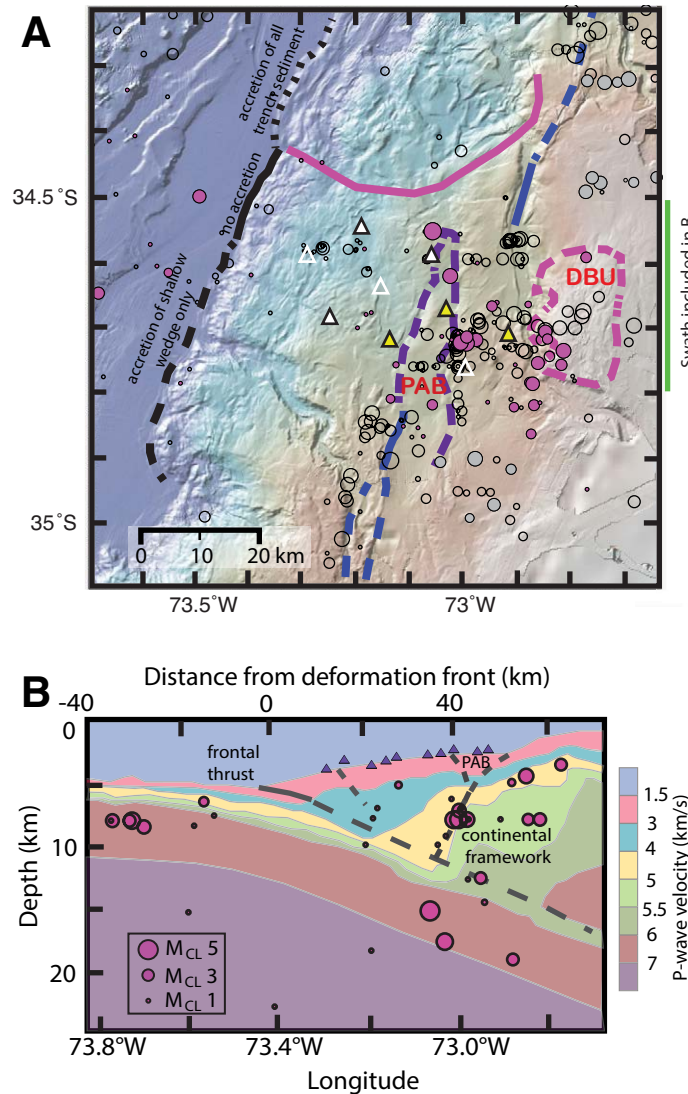 A
accretion of all
trench sediment
no accretion
accretion of shallow
wedge only
34.5°S
35°S
DBU
PAB
0 10 20 km
73.5°W 73°W
B
Distance from deformation front (km)
-40 0 40
frontal
thrust
PAB
continental
framework
0
10
20
Depth (km)
M CL 5
M CL 3
M CL 1
1.5
3
4
5
5.5
6
7
P-wave velocity (km/s)
73.8°W 73.4°W 73.0°W
Longitude